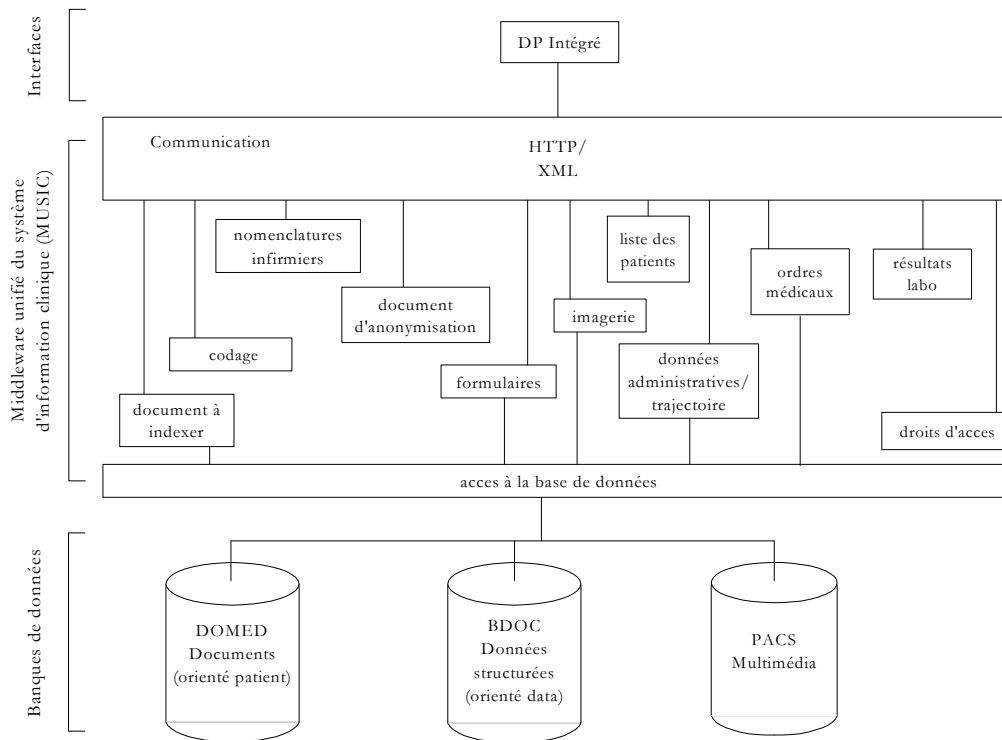 Interfaces
DP Intégré
Middleware unifié du système
d'information clinique (MUSIC)
Communication
HTTP/
XML
nomenclatures
infirmiers
liste des
patients
ordres
médicaux
résultats
labo
document
d'anonymisation
imagerie
codage
formulaires
données
administratives/
trajectoire
document à
indexer
droits d'acces
acces à la base de données
Banques de données
DOMED
Documents
(orienté patient)
BDOC
Données
structurées
(orienté data)
PACS
Multimédia